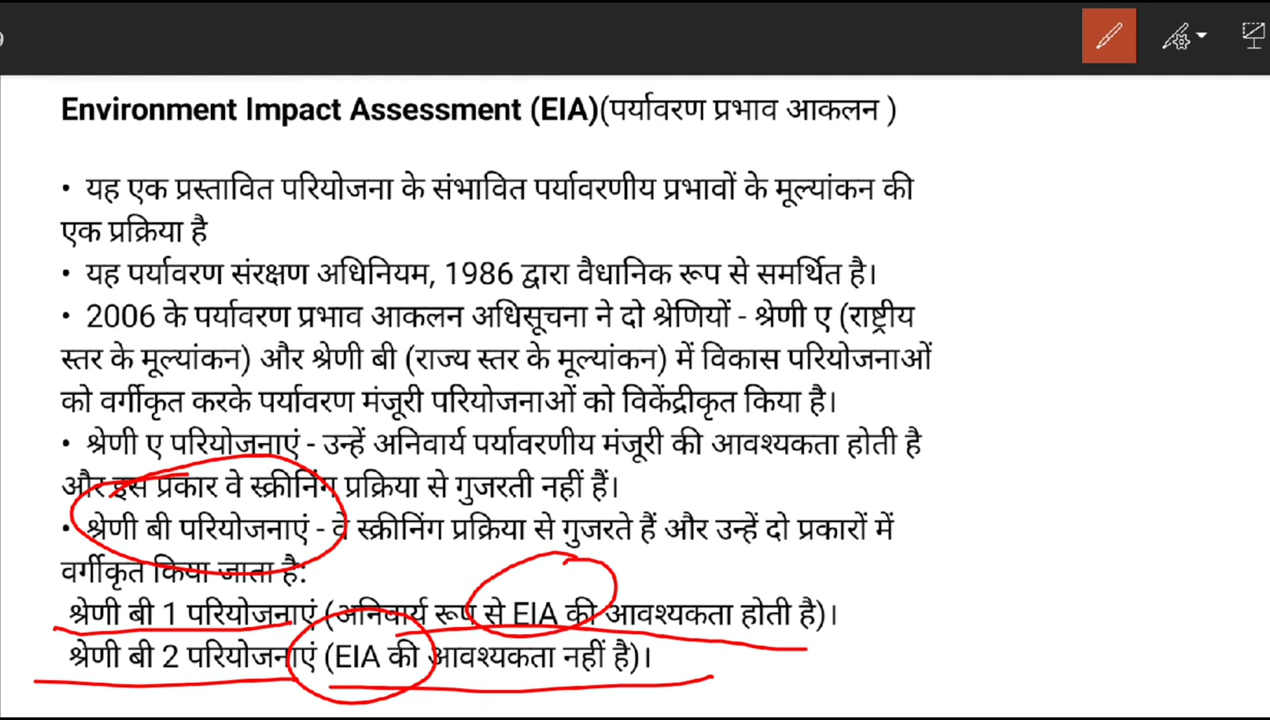 Environment Impact Assessment (EIA)(पर्यावरण प्रभाव आकलन )
• यह एक प्रस्तावित परियोजना के संभावित पर्यावरणीय प्रभावों के मूल्यांकन की
एक प्रक्रिया है
• यह पर्यावरण संरक्षण अधिनियम, 1986 द्वारा वैधानिक रूप से समर्थित है।
• 2006 के पर्यावरण प्रभाव आकलन अधिसूचना ने दो श्रेणियों - श्रेणी ए (राष्ट्रीय
स्तर के मूल्यांकन) और श्रेणी बी (राज्य स्तर के मूल्यांकन) में विकास परियोजनाओं
को वर्गीकृत करके पर्यावरण मंजूरी परियोजनाओं को विकेंद्रीकृत किया है।
• श्रेणी ए परियोजनाएं - उन्हें अनिवार्य पर्यावरणीय मंजूरी की आवश्यकता होती है
और इस प्रकार वे स्क्रीनिंग प्रक्रिया से गुजरती नहीं हैं।
• श्रेणी बी परियोजनाएं - वे स्क्रीनिंग प्रक्रिया से गुजरते हैं और उन्हें दो प्रकारों में
वर्गीकृत किया जाता है:
श्रेणी बी 1 परियोजनाएं (अनिवार्य रूप से EIA की आवश्यकता होती है)।
श्रेणी बी 2 परियोजनाएं (EIA की आवश्यकता नहीं है)।